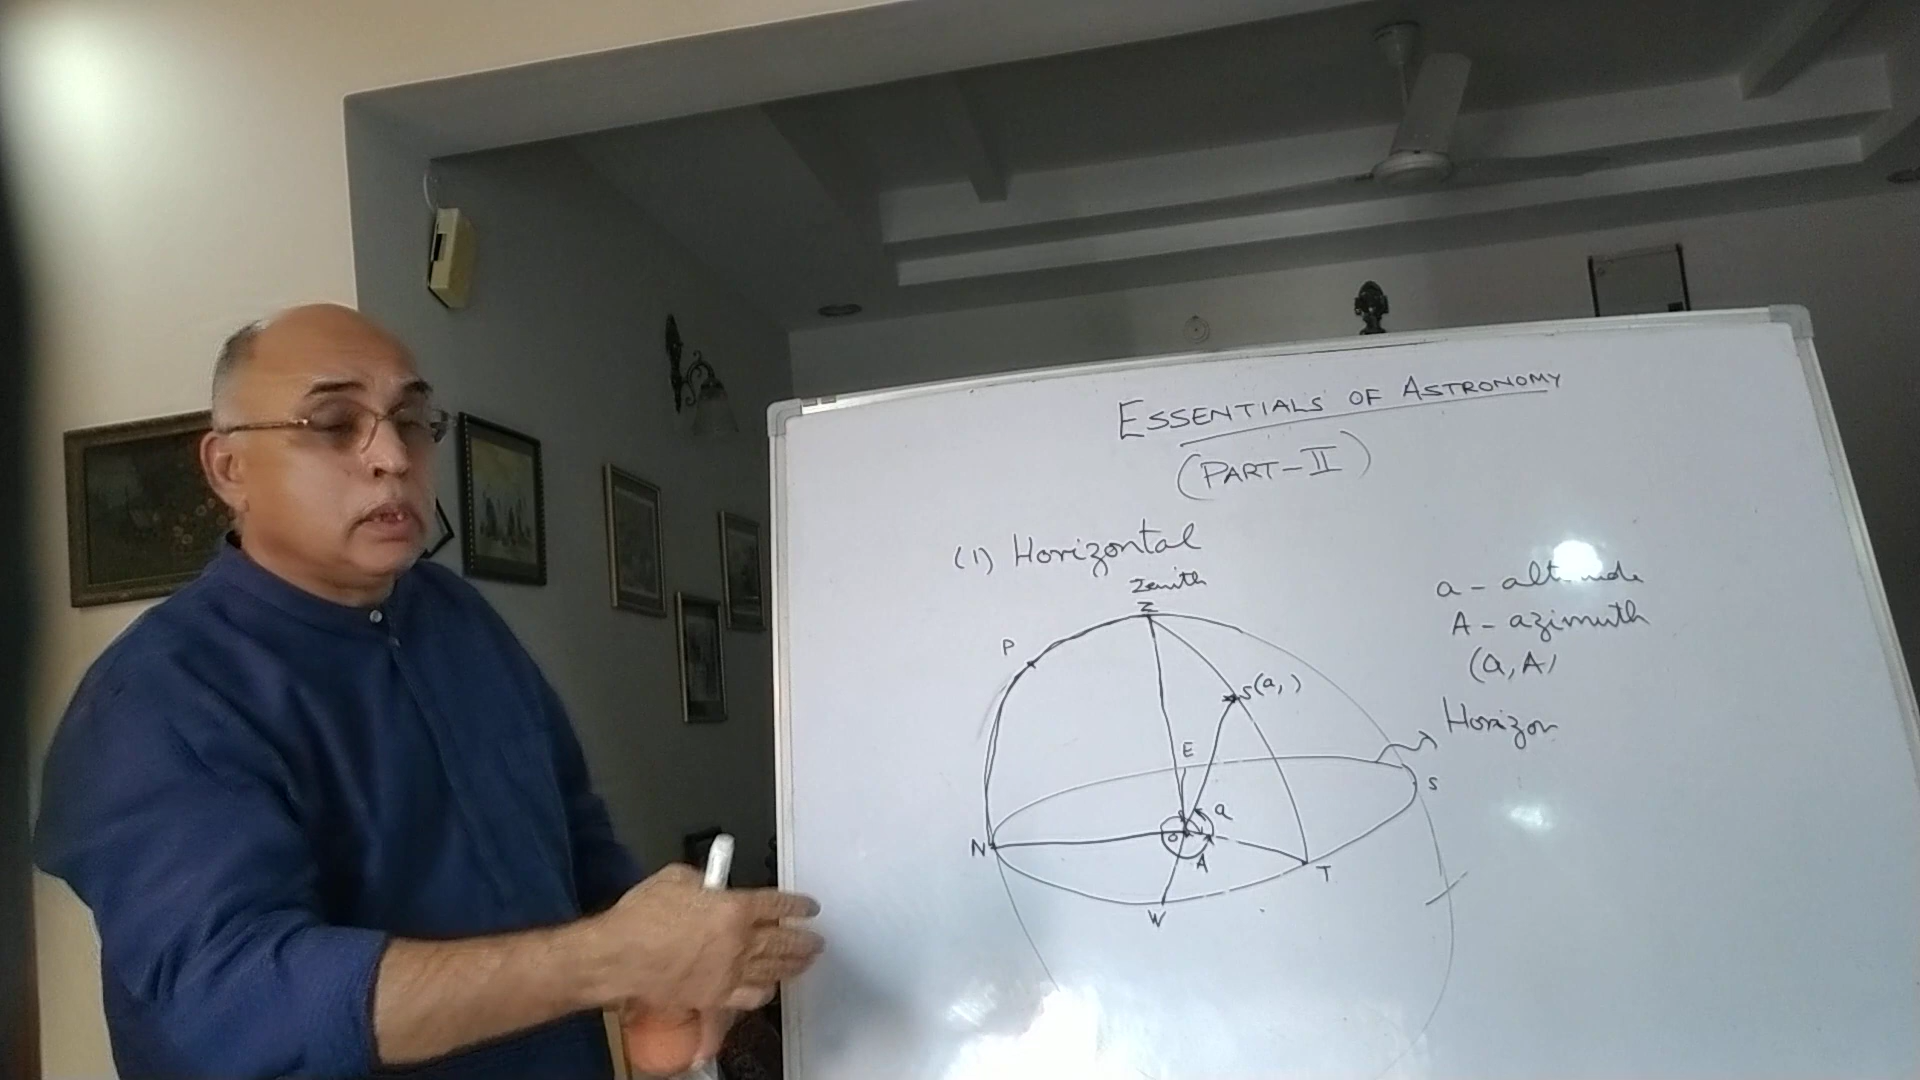 ESSENTIALS OF ASTRONOMY
(PART-II)
(1) Horizontal
Zenith
Z
P
S(a, )
E
a
O
A
N
T
W
S
a - altitude
A - azimuth
(a, A)
Horizon